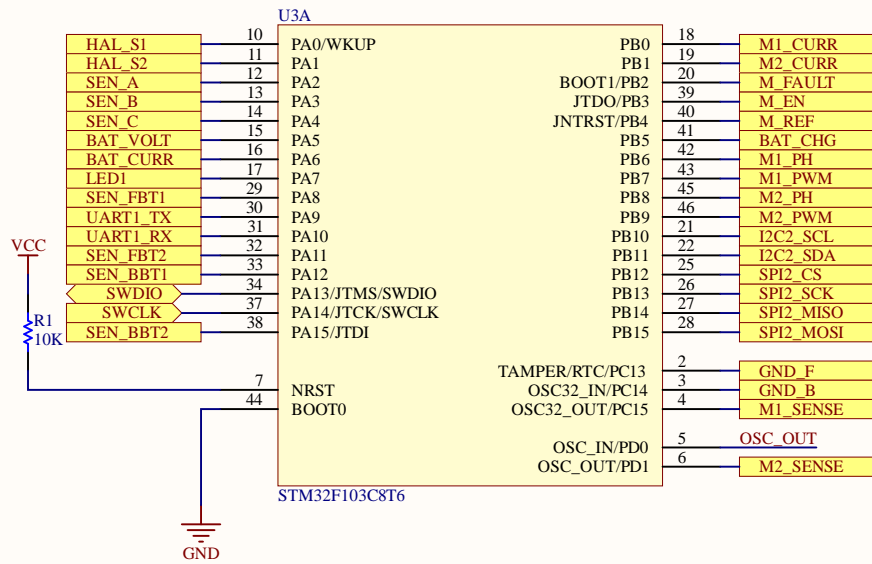 U3A
HAL_S1 10 PA0/WKUP PB0 18 M1_CURR
HAL_S2 11 PA1 PB1 19 M2_CURR
SEN_A 12 PA2 BOOT1/PB2 20 M_FAULT
SEN_B 13 PA3 JTDO/PB3 39 M_EN
SEN_C 14 PA4 JNTRST/PB4 40 M_REF
BAT_VOLT 15 PA5 PB5 41 BAT_CHG
BAT_CURR 16 PA6 PB6 42 M1_PH
LED1 17 PA7 PB7 43 M1_PWM
SEN_FBT1 29 PA8 PB8 45 M2_PH
UART1_TX 30 PA9 PB9 46 M2_PWM
UART1_RX 31 PA10 PB10 21 I2C2_SCL
VCC
SEN_FBT2 32 PA11 PB11 22 I2C2_SDA
SEN_BBT1 33 PA12 PB12 25 SPI2_CS
SWDIO 34 PA13/JTMS/SWDIO PB13 26 SPI2_SCK
SWCLK 37 PA14/JTCK/SWCLK PB14 27 SPI2_MISO
R1
10K
SEN_BBT2 38 PA15/JTDI PB15 28 SPI2_MOSI
TAMPER/RTC/PC13 2 GND_F
7 NRST OSC32_IN/PC14 3 GND_B
44 BOOT0 OSC32_OUT/PC15 4 M1_SENSE
OSC_IN/PD0 5 OSC_OUT
OSC_OUT/PD1 6 M2_SENSE
STM32F103C8T6
GND